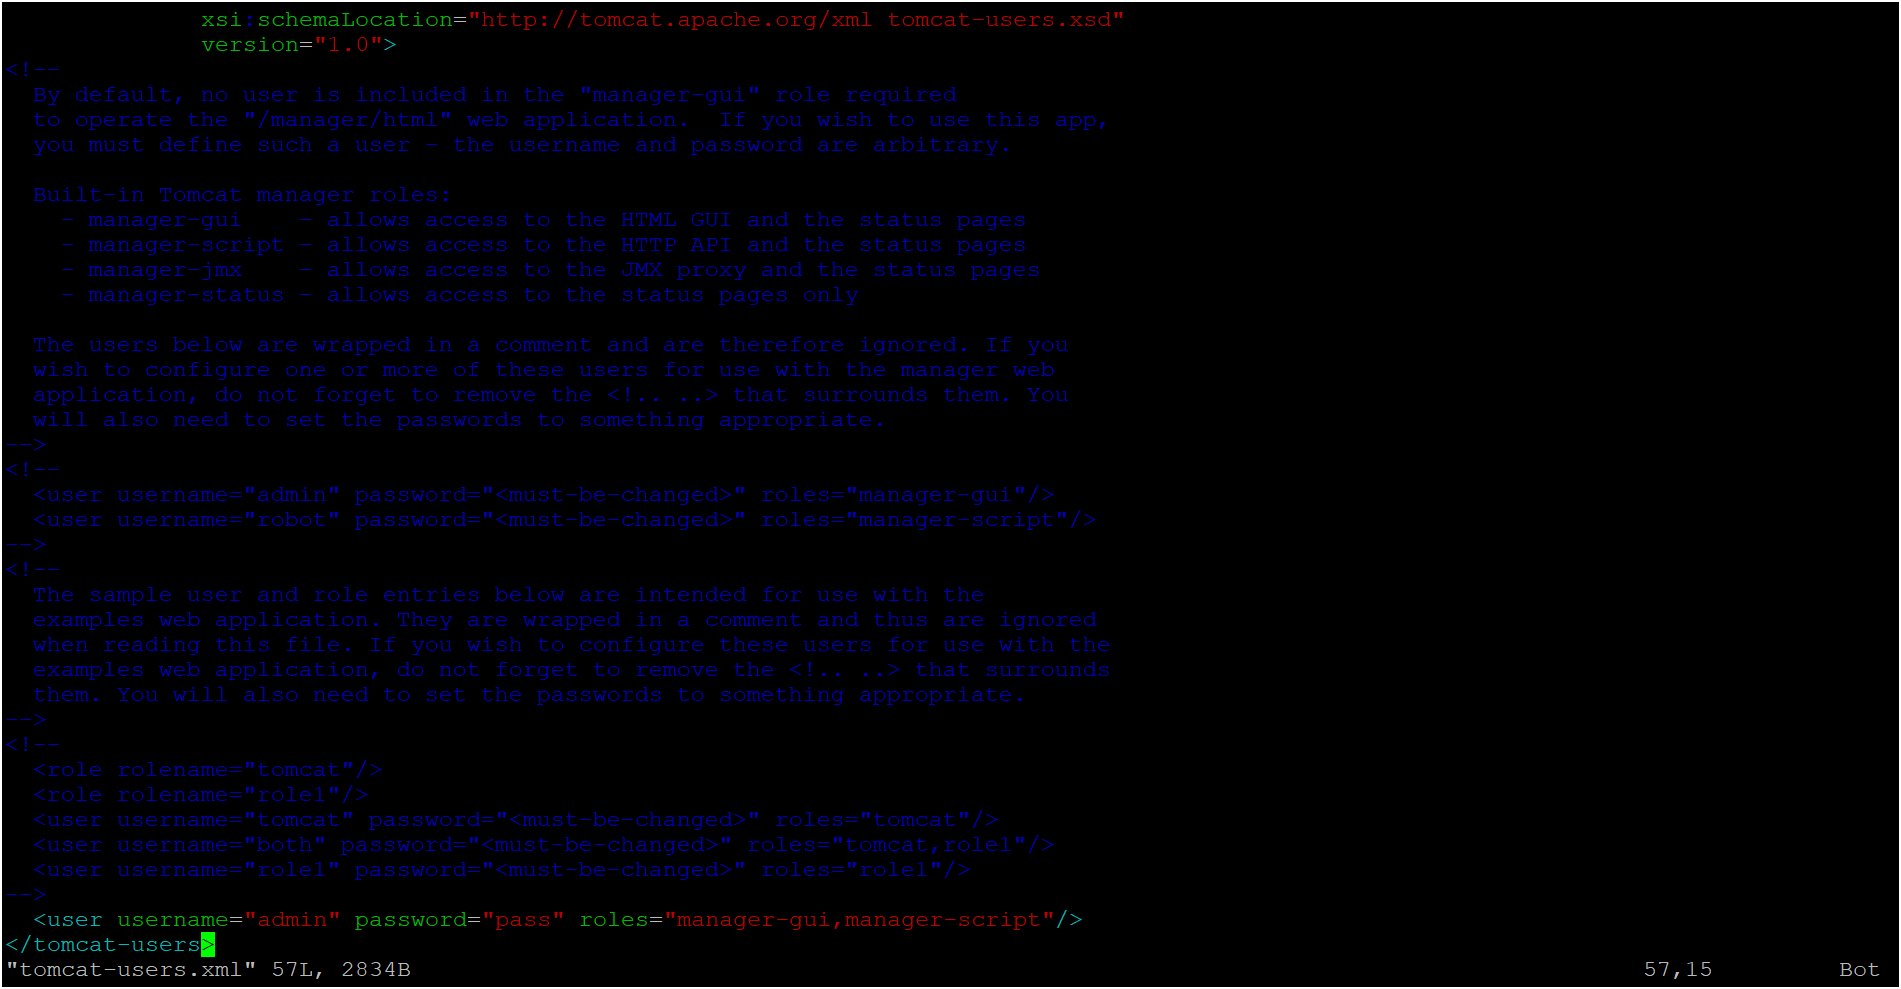 xsi:schemaLocation="http://tomcat.apache.org/xml tomcat-users.xsd"
version="1.0">
<!--
By default, no user is included in the "manager-gui" role required
to operate the "/manager/html" web application.  If you wish to use this app,
you must define such a user - the username and password are arbitrary.
Built-in Tomcat manager roles:
- manager-gui    - allows access to the HTML GUI and the status pages
- manager-script - allows access to the HTTP API and the status pages
- manager-jmx    - allows access to the JMX proxy and the status pages
- manager-status - allows access to the status pages only
The users below are wrapped in a comment and are therefore ignored. If you
wish to configure one or more of these users for use with the manager web
application, do not forget to remove the <!.. ..> that surrounds them. You
will also need to set the passwords to something appropriate.
-->
<!--
<user username="admin" password="<must-be-changed>" roles="manager-gui"/>
<user username="robot" password="<must-be-changed>" roles="manager-script"/>
-->
<!--
The sample user and role entries below are intended for use with the
examples web application. They are wrapped in a comment and thus are ignored
when reading this file. If you wish to configure these users for use with the
examples web application, do not forget to remove the <!.. ..> that surrounds
them. You will also need to set the passwords to something appropriate.
-->
<!--
<role rolename="tomcat"/>
<role rolename="role1"/>
<user username="tomcat" password="<must-be-changed>" roles="tomcat"/>
<user username="both" password="<must-be-changed>" roles="tomcat,role1"/>
<user username="role1" password="<must-be-changed>" roles="role1"/>
-->
<user username="admin" password="pass" roles="manager-gui,manager-script"/>
</tomcat-users>
"tomcat-users.xml" 57L, 2834B 57,15 Bot